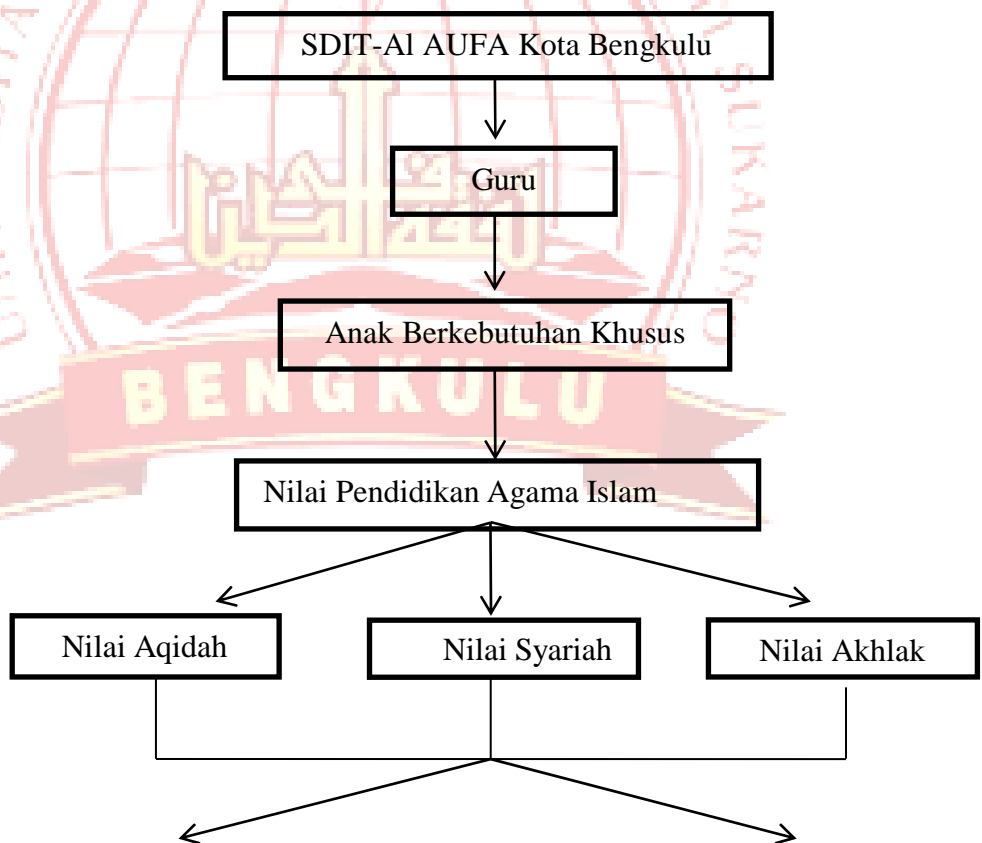 SDIT-Al AUFA Kota Bengkulu
Guru
Anak Berkebutuhan Khusus
BENGKULU
Nilai Pendidikan Agama Islam
Nilai Aqidah
Nilai Syariah
Nilai Akhlak